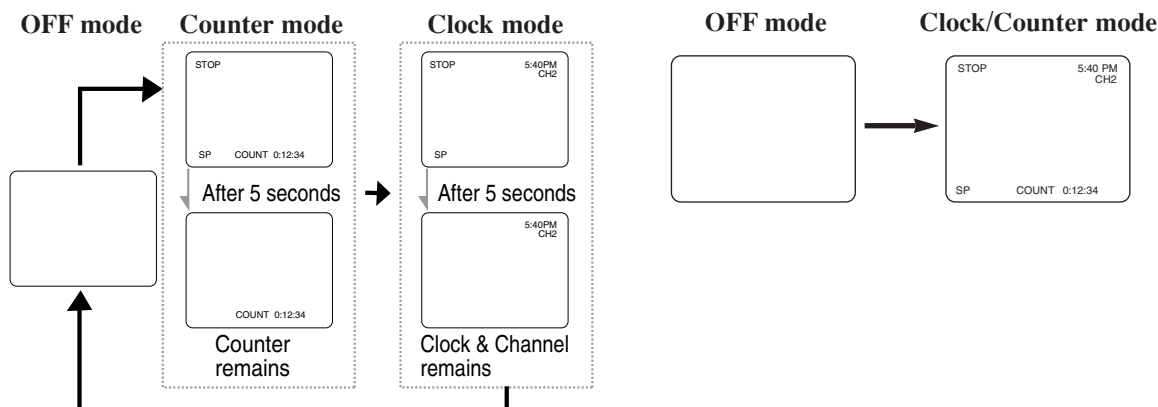 OFF mode
Counter mode
Clock mode
STOP
SP COUNT 0:12:34
After 5 seconds
COUNT 0:12:34
Counter
remains
STOP 5:40PM
CH2
SP
After 5 seconds
5:40PM
CH2
Clock & Channel
remains
OFF mode
Clock/Counter mode
STOP 5:40 PM
CH2
SP COUNT 0:12:34